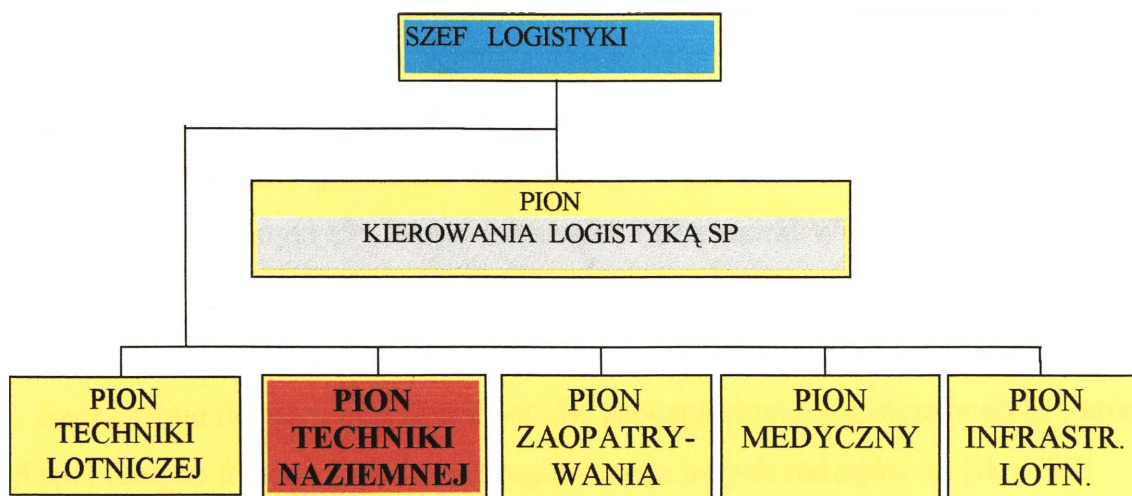 SZEF LOGISTYKI
PION
KIEROWANIA LOGISTYKĄ SP
PION
TECHNIKI
LOTNICZEJ
PION
TECHNIKI
NAZIEMNEJ
PION
ZAOPATRY-
WANIA
PION
MEDYCZNY
PION
INFRASTR.
LOTN.